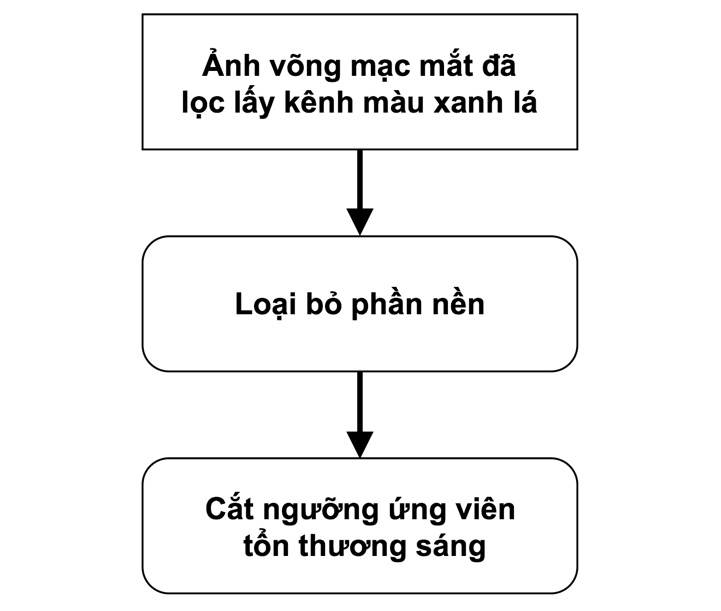 Ảnh võng mạc mắt đã
lọc lấy kênh màu xanh lá
Loại bỏ phần nền
Cắt ngưỡng ứng viên
tổn thương sáng